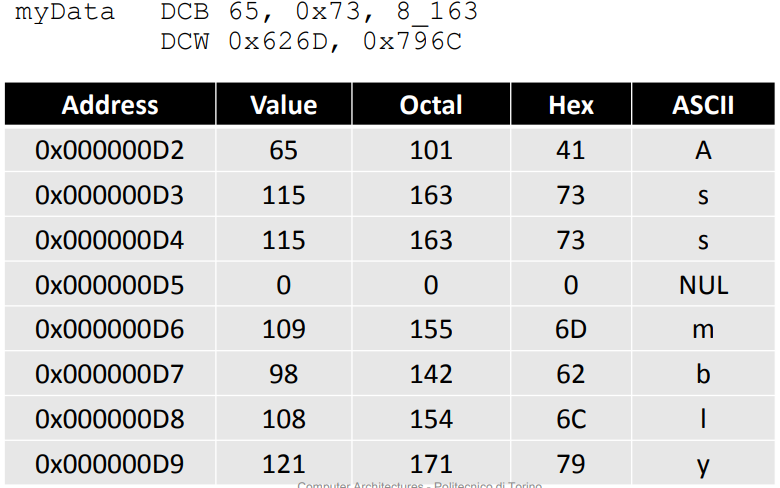 myData DCB 65, 0x73, 8_163
DCW 0x626D, 0x796C
Address Value Octal Hex ASCII
0x000000D2 65 101 41 A
0x000000D3 115 163 73 s
0x000000D4 115 163 73 s
0x000000D5 0 0 0 NUL
0x000000D6 109 155 6D m
0x000000D7 98 142 62 b
0x000000D8 108 154 6C l
0x000000D9 121 171 79 y
Computer Architectures - Politecnico di Torino